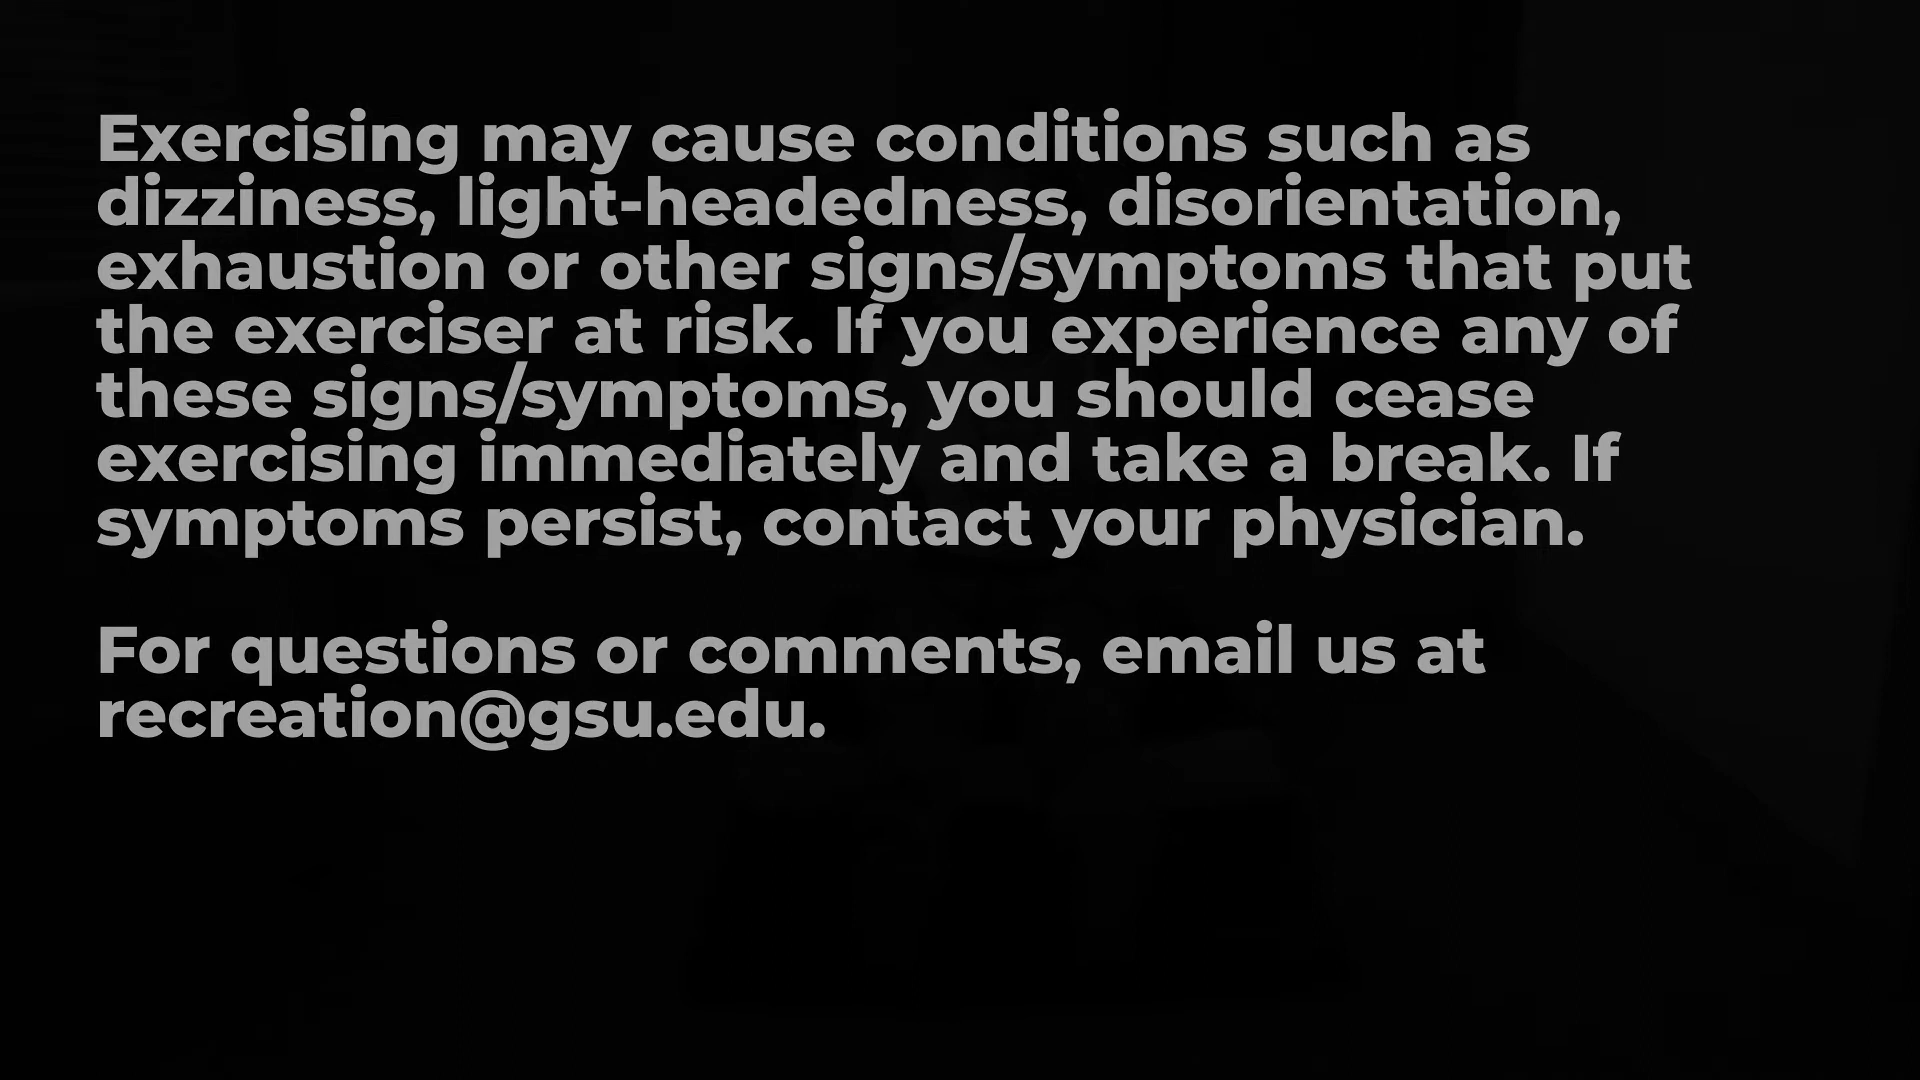 Exercising may cause conditions such as
dizziness, light-headedness, disorientation,
exhaustion or other signs/symptoms that put
the exerciser at risk. If you experience any of
these signs/symptoms, you should cease
exercising immediately and take a break. If
symptoms persist, contact your physician.
For questions or comments, email us at
recreation@gsu.edu.